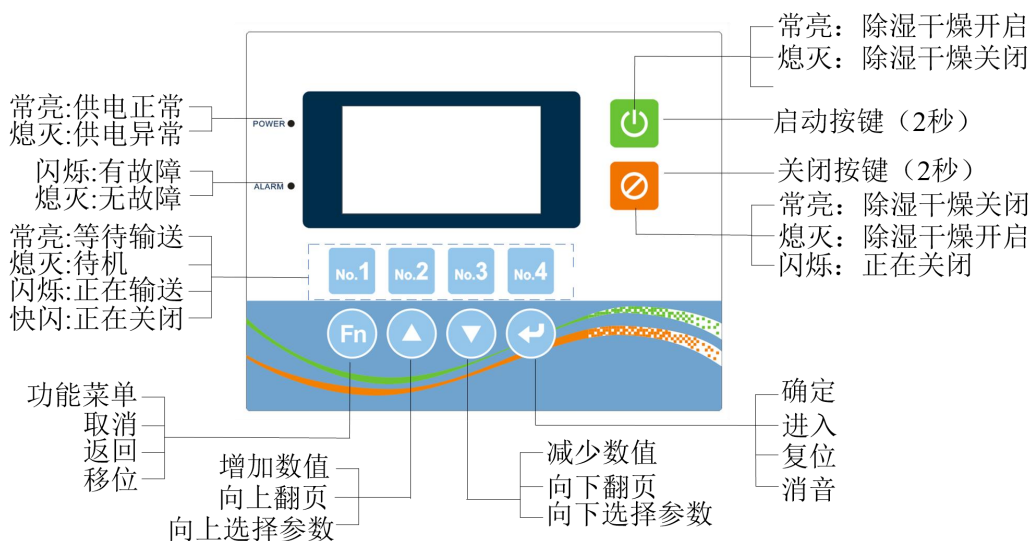 常亮：除湿干燥开启
熄灭：除湿干燥关闭
常亮:供电正常
熄灭:供电异常
POWER
启动按键（2秒）
闪烁:有故障
熄灭:无故障
ALARM
关闭按键（2秒）
常亮：除湿干燥关闭
熄灭：除湿干燥开启
闪烁：正在关闭
常亮:等待输送
熄灭:待机
闪烁:正在输送
快闪:正在关闭
No.1 No.2 No.3 No.4
Fn
功能菜单
取消
返回
移位
增加数值
向上翻页
向上选择参数
减少数值
向下翻页
向下选择参数
确定
进入
复位
消音